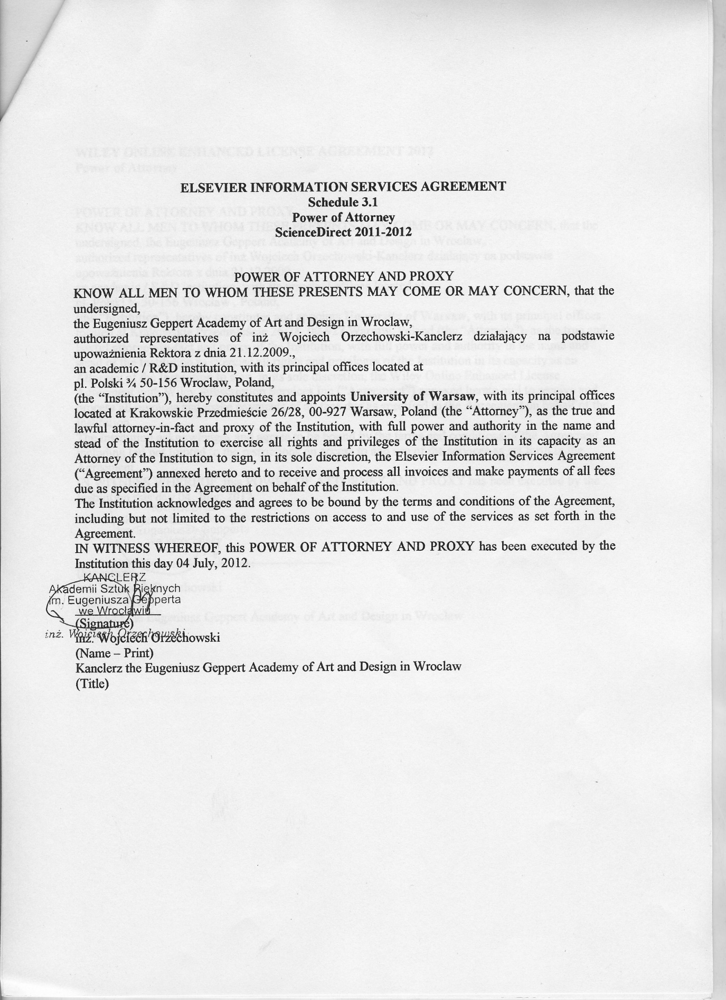 ELSEVIER INFORMATION SERVICES AGREEMENT
Schedule 3.1
Power of Attorney
ScienceDirect 2011-2012
POWER OF ATTORNEY AND PROXY
KNOW ALL MEN TO WHOM THESE PRESENTS MAY COME OR MAY CONCERN, that the
undersigned,
the Eugeniusz Geppert Academy of Art and Design in Wroclaw,
authorized representatives of inż Wojciech Orzechowski-Kanclerz działający na podstawie
upoważnienia Rektora z dnia 21.12.2009.,
an academic / R&D institution, with its principal offices located at
pl. Polski ¾ 50-156 Wroclaw, Poland,
(the “Institution”), hereby constitutes and appoints University of Warsaw, with its principal offices
located at Krakowskie Przedmieście 26/28, 00-927 Warsaw, Poland (the “Attorney”), as the true and
lawful attorney-in-fact and proxy of the Institution, with full power and authority in the name and
stead of the Institution to exercise all rights and privileges of the Institution in its capacity as an
Attorney of the Institution to sign, in its sole discretion, the Elsevier Information Services Agreement
(“Agreement”) annexed hereto and to receive and process all invoices and make payments of all fees
due as specified in the Agreement on behalf of the Institution.
The Institution acknowledges and agrees to be bound by the terms and conditions of the Agreement,
including but not limited to the restrictions on access to and use of the services as set forth in the
Agreement.
IN WITNESS WHEREOF, this POWER OF ATTORNEY AND PROXY has been executed by the
Institution this day 04 July, 2012.
KANCLERZ
Akademii Sztuk Pięknych
im. Eugeniusza Gepperta
we Wrocławiu
(Signature)
inż. Wojciech Orzechowski
inż. Wojciech Orzechowski
(Name – Print)
Kanclerz the Eugeniusz Geppert Academy of Art and Design in Wroclaw
(Title)